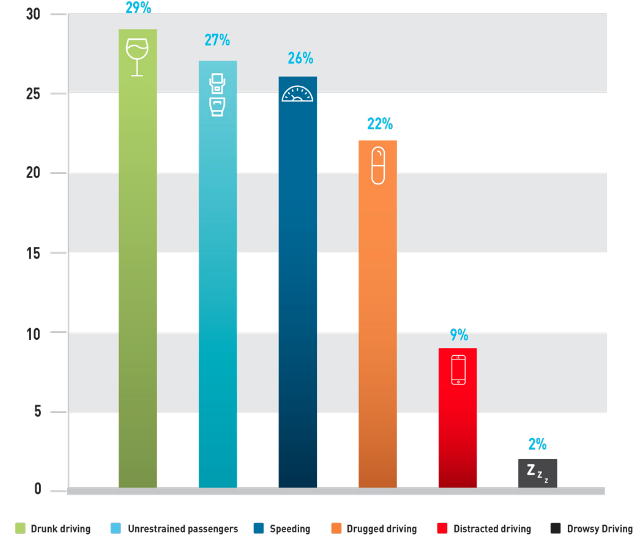 29%
27%
26%
22%
9%
2%
30
25
20
15
10
5
0
Z z z
Drunk driving
Unrestrained passengers
Speeding
Drugged driving
Distracted driving
Drowsy Driving